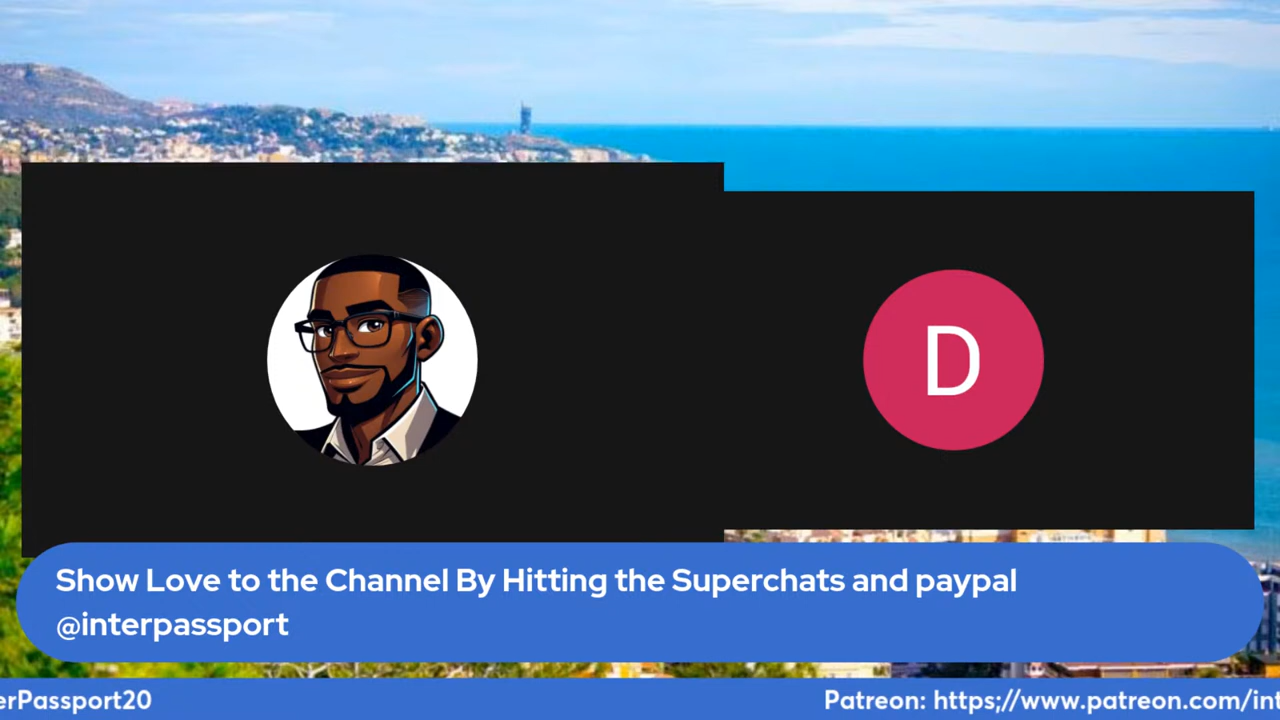 D
Show Love to the Channel By Hitting the Superchats and paypal
@interpassport
erPassport20 Patreon: https;//www.patreon.com/int